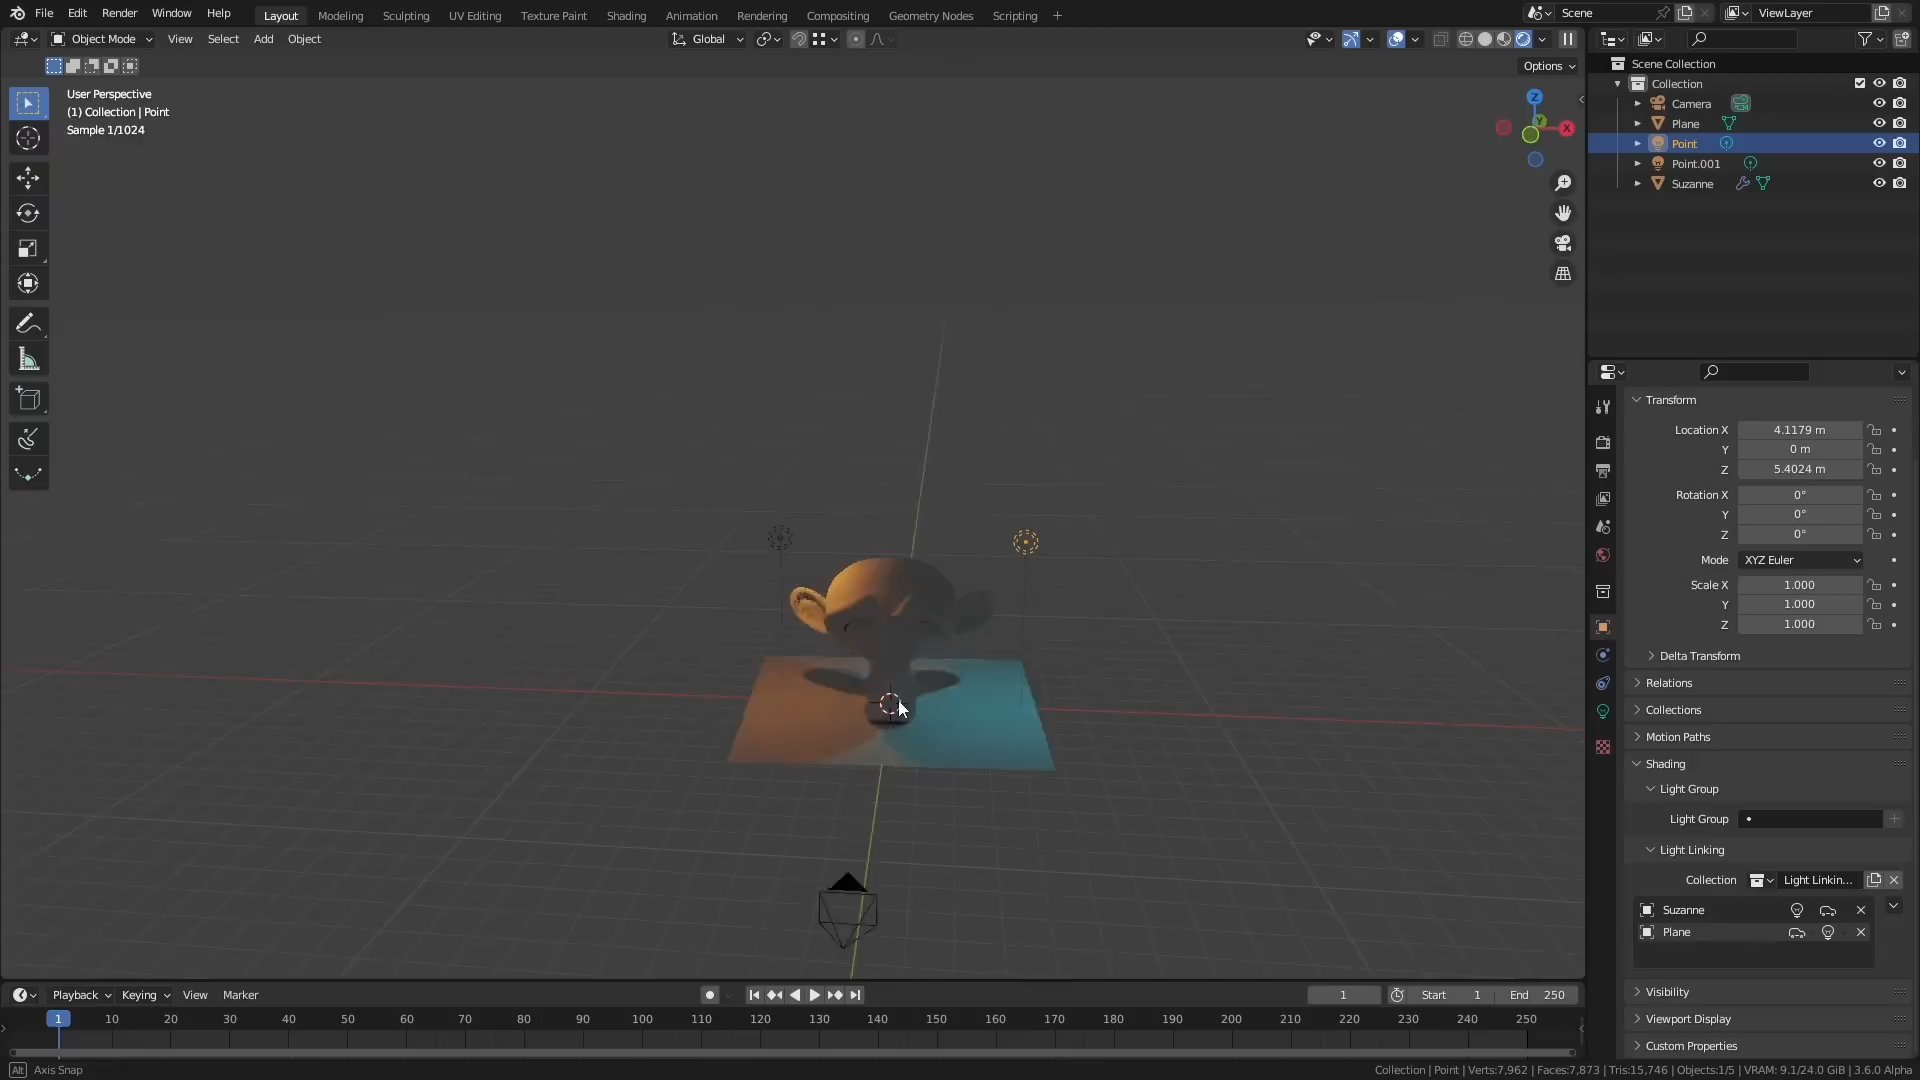 File Edit Render Window Help Layout Modeling Sculpting UV Editing Texture Paint Shading Animation Rendering Compositing Geometry Nodes Scripting + Scene ViewLayer
Object Mode View Select Add Object Global
Options
User Perspective
(1) Collection | Point
Sample 1/1024
Z
Y
X
Scene Collection
Collection
Camera
Plane
Point
Point.001
Suzanne
Transform
Location X 4.1179 m
Y 0 m
Z 5.4024 m
Rotation X 0°
Y 0°
Z 0°
Mode XYZ Euler
Scale X 1.000
Y 1.000
Z 1.000
Delta Transform
Relations
Collections
Motion Paths
Shading
Light Group
Light Group
Light Linking
Collection Light Linkin...
Suzanne
Plane
Visibility
Viewport Display
Custom Properties
Playback Keying View Marker 1 Start 1 End 250
1 10 20 30 40 50 60 70 80 90 100 110 120 130 140 150 160 170 180 190 200 210 220 230 240 250
Alt Axis Snap
Collection | Point | Verts:7,962 | Faces:7,873 | Tris:15,746 | Objects:1/5 | VRAM: 9.1/24.0 GiB | 3.6.0 Alpha